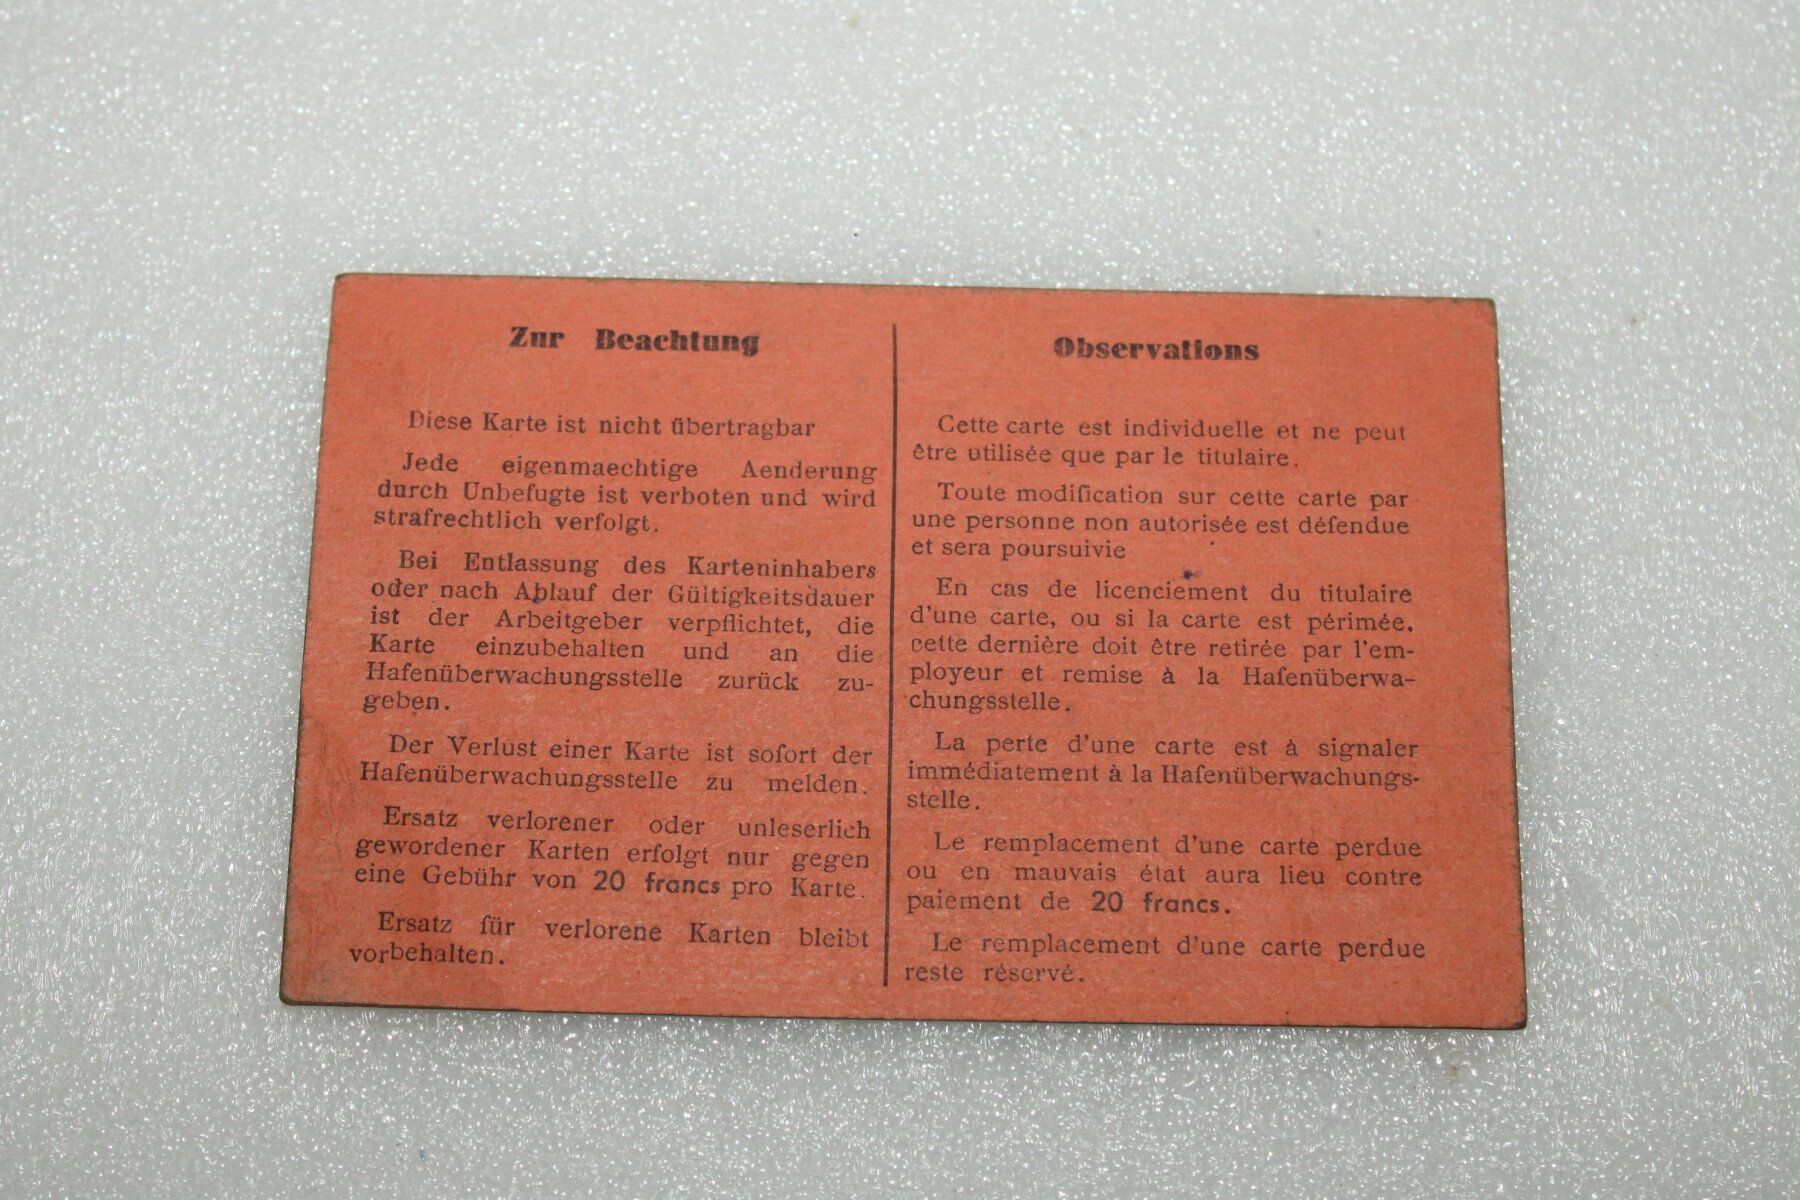 Zur Beachtung
Diese Karte ist nicht übertragbar
Jede eigenmaechtige Aenderung
durch Unbefugte ist verboten und wird
strafrechtlich verfolgt.
Bei Entlassung des Karteninhabers
oder nach Ablauf der Gültigkeitsdauer
ist der Arbeitgeber verpflichtet, die
Karte einzubehalten und an die
Hafenüberwachungsstelle zurück zu-
geben.
Der Verlust einer Karte ist sofort der
Hafenüberwachungsstelle zu melden.
Ersatz verlorener oder unleserlich
gewordener Karten erfolgt nur gegen
eine Gebühr von 20 francs pro Karte.
Ersatz für verlorene Karten bleibt
vorbehalten.
Observations
Cette carte est individuelle et ne peut
être utilisée que par le titulaire.
Toute modification sur cette carte par
une personne non autorisée est défendue
et sera poursuivie
En cas de licenciement du titulaire
d'une carte, ou si la carte est périmée.
cette dernière doit être retirée par l'em-
ployeur et remise à la Hafenüberwa-
chungsstelle.
La perte d'une carte est à signaler
immédiatement à la Hafenüberwachungs-
stelle.
Le remplacement d'une carte perdue
ou en mauvais état aura lieu contre
paiement de 20 francs.
Le remplacement d'une carte perdue
reste réservé.